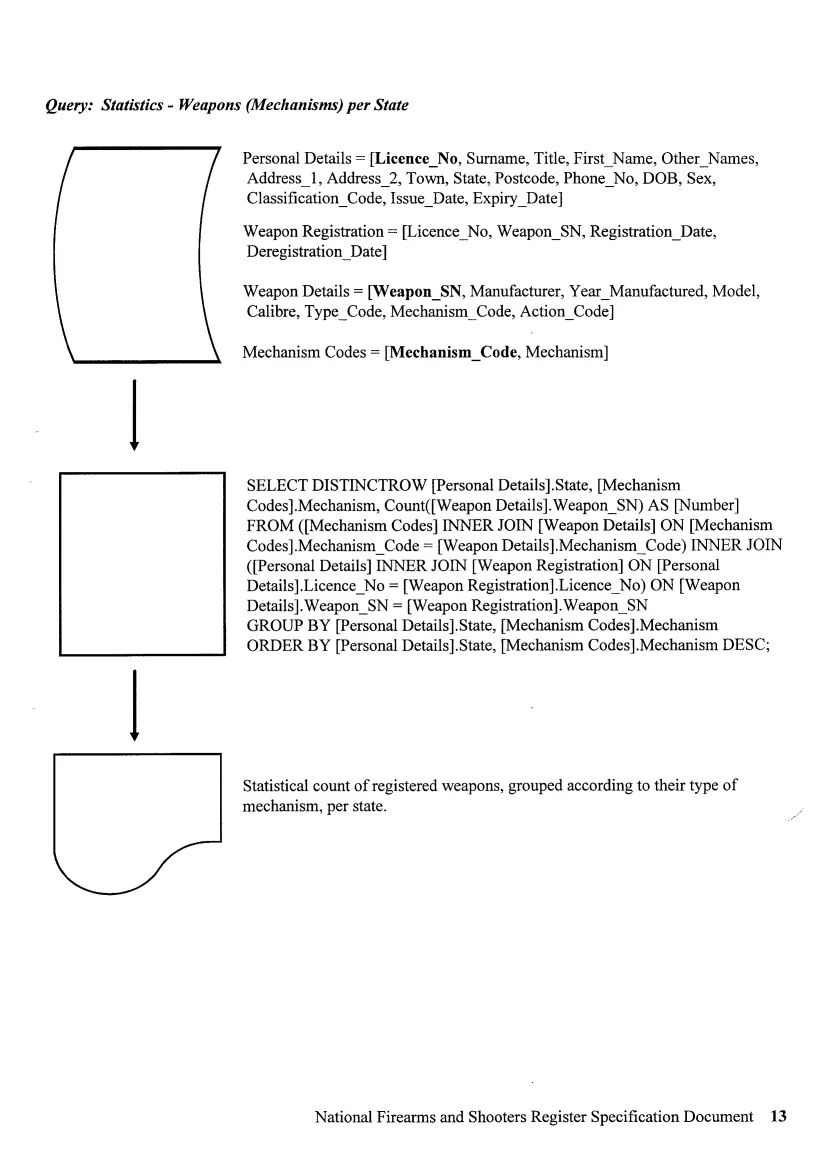 Query: Statistics - Weapons (Mechanisms) per State
Personal Details = [Licence_No, Surname, Title, First_Name, Other_Names,
Address_1, Address_2, Town, State, Postcode, Phone_No, DOB, Sex,
Classification_Code, Issue_Date, Expiry_Date]
Weapon Registration = [Licence_No, Weapon_SN, Registration_Date,
Deregistration_Date]
Weapon Details = [Weapon_SN, Manufacturer, Year_Manufactured, Model,
Calibre, Type_Code, Mechanism_Code, Action_Code]
Mechanism Codes = [Mechanism_Code, Mechanism]
SELECT DISTINCTROW [Personal Details].State, [Mechanism
Codes].Mechanism, Count([Weapon Details].Weapon_SN) AS [Number]
FROM ([Mechanism Codes] INNER JOIN [Weapon Details] ON [Mechanism
Codes].Mechanism_Code = [Weapon Details].Mechanism_Code) INNER JOIN
([Personal Details] INNER JOIN [Weapon Registration] ON [Personal
Details].Licence_No = [Weapon Registration].Licence_No) ON [Weapon
Details].Weapon_SN = [Weapon Registration].Weapon_SN
GROUP BY [Personal Details].State, [Mechanism Codes].Mechanism
ORDER BY [Personal Details].State, [Mechanism Codes].Mechanism DESC;
Statistical count of registered weapons, grouped according to their type of
mechanism, per state.
National Firearms and Shooters Register Specification Document 13